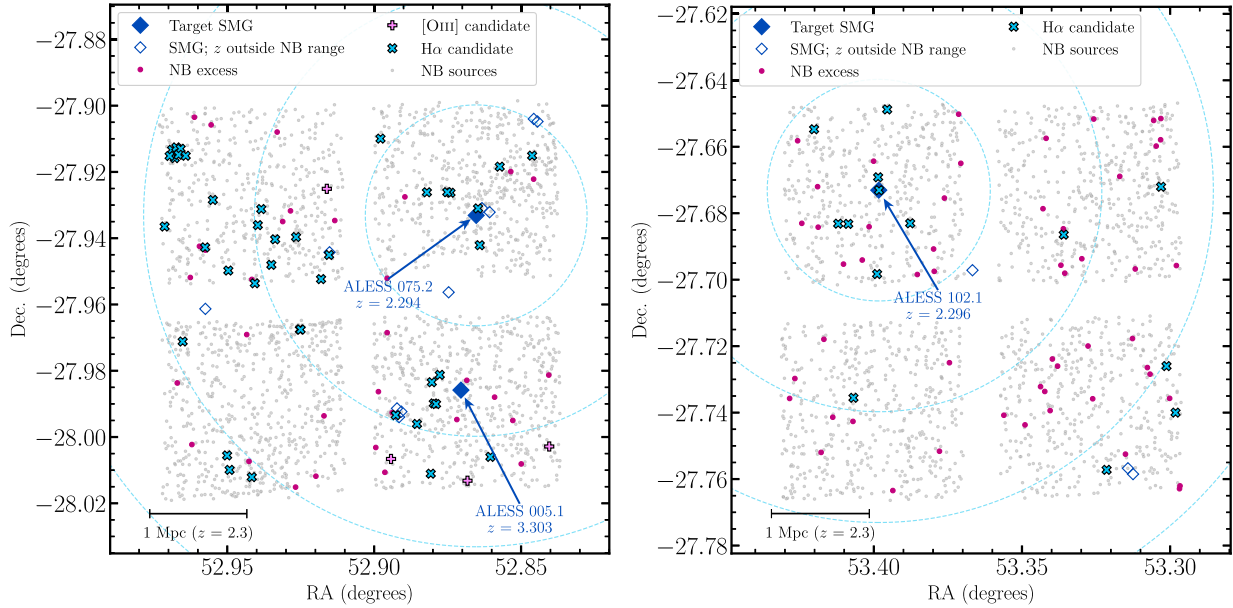 Target SMG
SMG; z outside NB range
NB excess
[OIII] candidate
Hα candidate
NB sources
−27.88
−27.90
−27.92
−27.94
−27.96
−27.98
−28.00
−28.02
Dec. (degrees)
ALESS 075.2
z = 2.294
ALESS 005.1
z = 3.303
1 Mpc (z = 2.3)
52.95
52.90
52.85
RA (degrees)
Target SMG
SMG; z outside NB range
NB excess
Hα candidate
NB sources
−27.62
−27.64
−27.66
−27.68
−27.70
−27.72
−27.74
−27.76
−27.78
Dec. (degrees)
ALESS 102.1
z = 2.296
1 Mpc (z = 2.3)
53.40
53.35
53.30
RA (degrees)